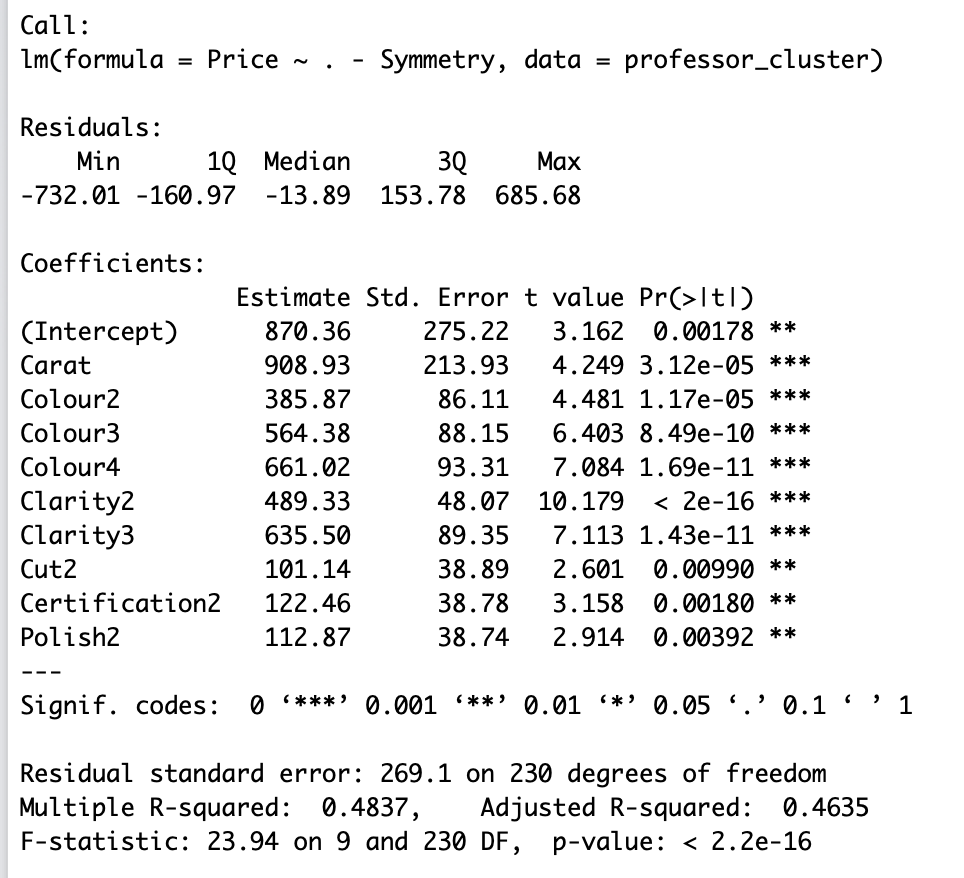 Call:
lm(formula = Price ~ . - Symmetry, data = professor_cluster)
Residuals:
    Min      1Q  Median      3Q     Max
-732.01 -160.97  -13.89  153.78  685.68
Coefficients:
               Estimate Std. Error t value Pr(>|t|)
(Intercept)      870.36     275.22   3.162  0.00178 **
Carat            908.93     213.93   4.249 3.12e-05 ***
Colour2          385.87      86.11   4.481 1.17e-05 ***
Colour3          564.38      88.15   6.403 8.49e-10 ***
Colour4          661.02      93.31   7.084 1.69e-11 ***
Clarity2         489.33      48.07  10.179  < 2e-16 ***
Clarity3         635.50      89.35   7.113 1.43e-11 ***
Cut2             101.14      38.89   2.601  0.00990 **
Certification2   122.46      38.78   3.158  0.00180 **
Polish2          112.87      38.74   2.914  0.00392 **
---
Signif. codes:  0 ‘***’ 0.001 ‘**’ 0.01 ‘*’ 0.05 ‘.’ 0.1 ‘ ’ 1
Residual standard error: 269.1 on 230 degrees of freedom
Multiple R-squared:  0.4837,    Adjusted R-squared:  0.4635
F-statistic: 23.94 on 9 and 230 DF,  p-value: < 2.2e-16